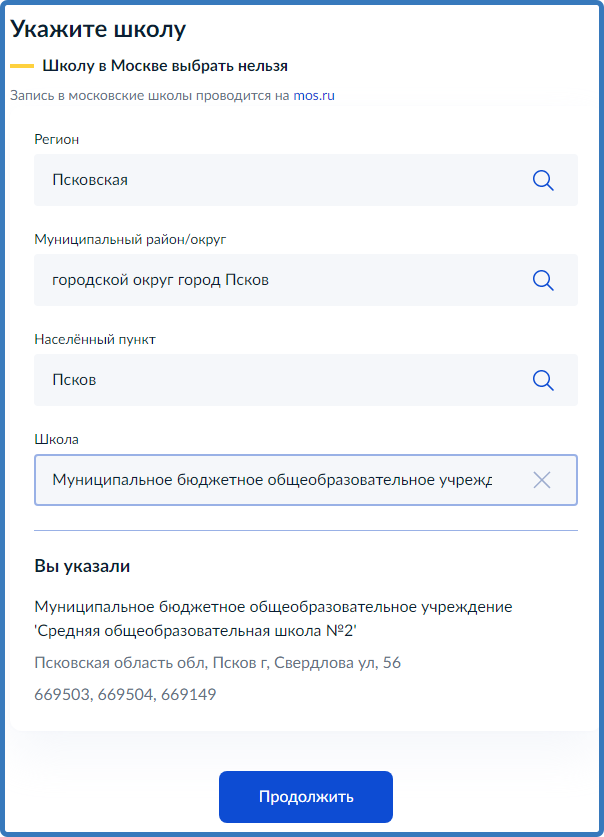 Укажите школу
Школу в Москве выбрать нельзя
Запись в московские школы проводится на mos.ru
Регион
Псковская
Муниципальный район/округ
городской округ город Псков
Населённый пункт
Псков
Школа
Муниципальное бюджетное общеобразовательное учрежд
Вы указали
Муниципальное бюджетное общеобразовательное учреждение
'Средняя общеобразовательная школа №2'
Псковская область обл, Псков г, Свердлова ул, 56
669503, 669504, 669149
Продолжить